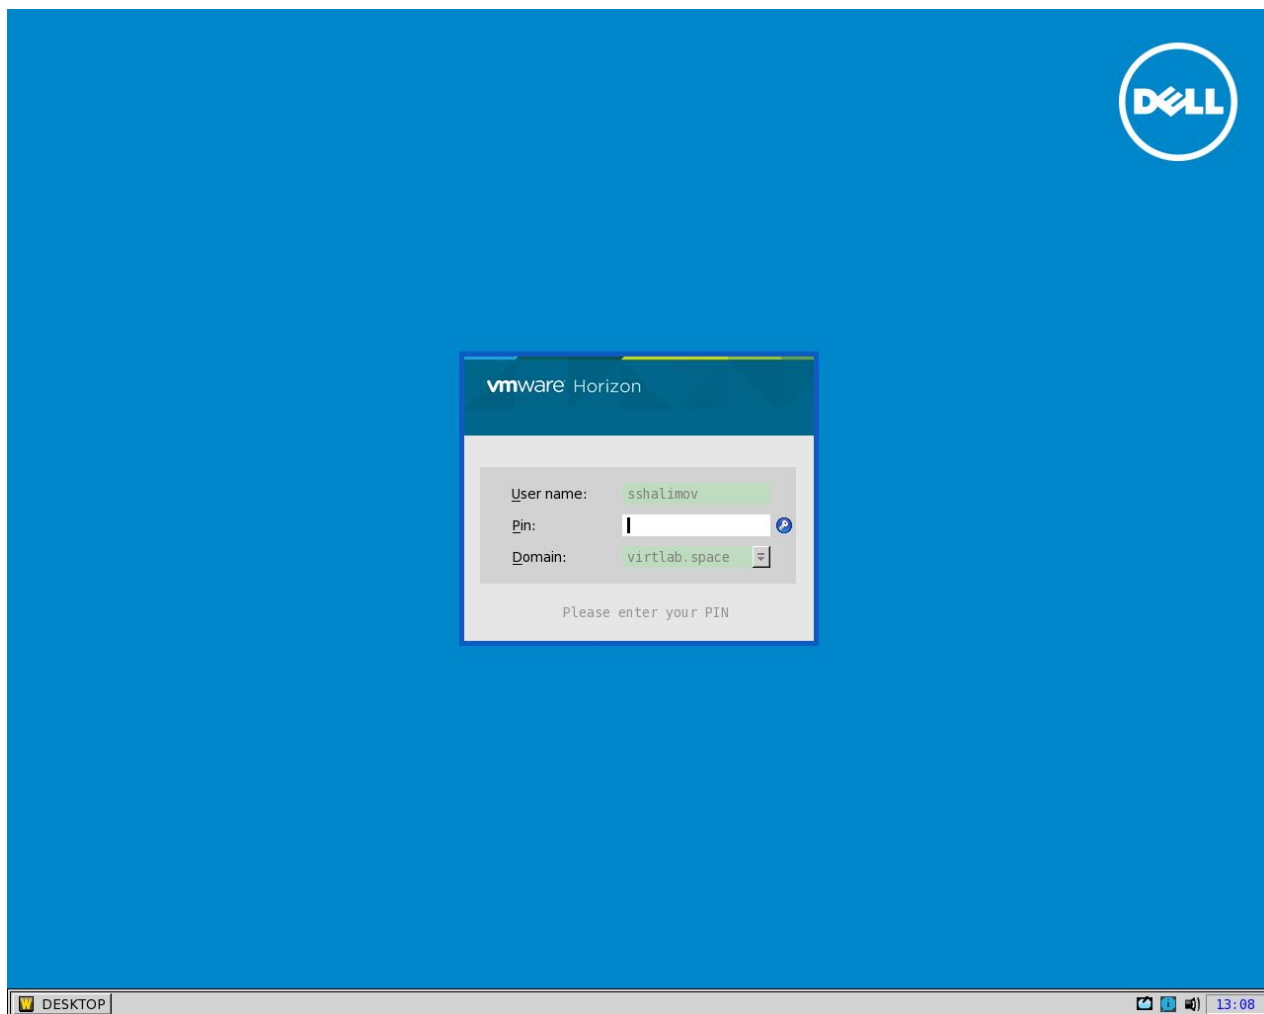 DELL
vmware Horizon
User name: sshalimov
Pin:
Domain: virtlab.space
Please enter your PIN
W DESKTOP
13:08